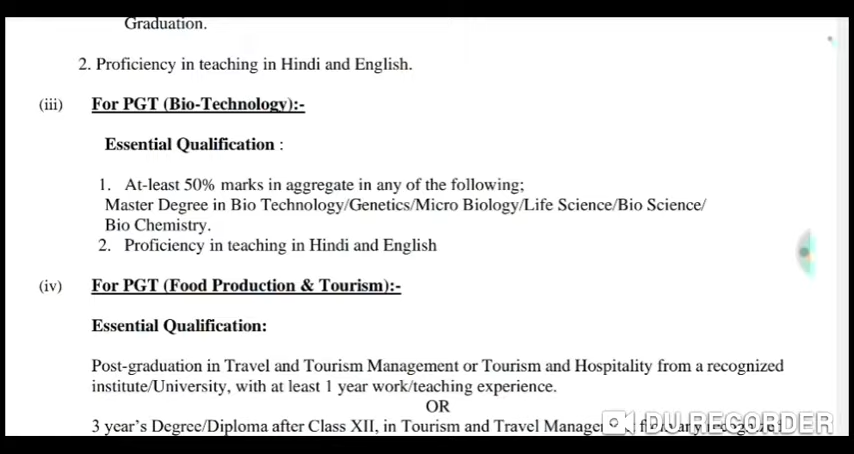 Graduation.
2. Proficiency in teaching in Hindi and English.
(iii) For PGT (Bio-Technology):-
Essential Qualification :
1. At-least 50% marks in aggregate in any of the following;
Master Degree in Bio Technology/Genetics/Micro Biology/Life Science/Bio Science/
Bio Chemistry.
2. Proficiency in teaching in Hindi and English
(iv) For PGT (Food Production & Tourism):-
Essential Qualification:
Post-graduation in Travel and Tourism Management or Tourism and Hospitality from a recognized
institute/University, with at least 1 year work/teaching experience.
OR
3 year's Degree/Diploma after Class XII, in Tourism and Travel
DU RECORDER